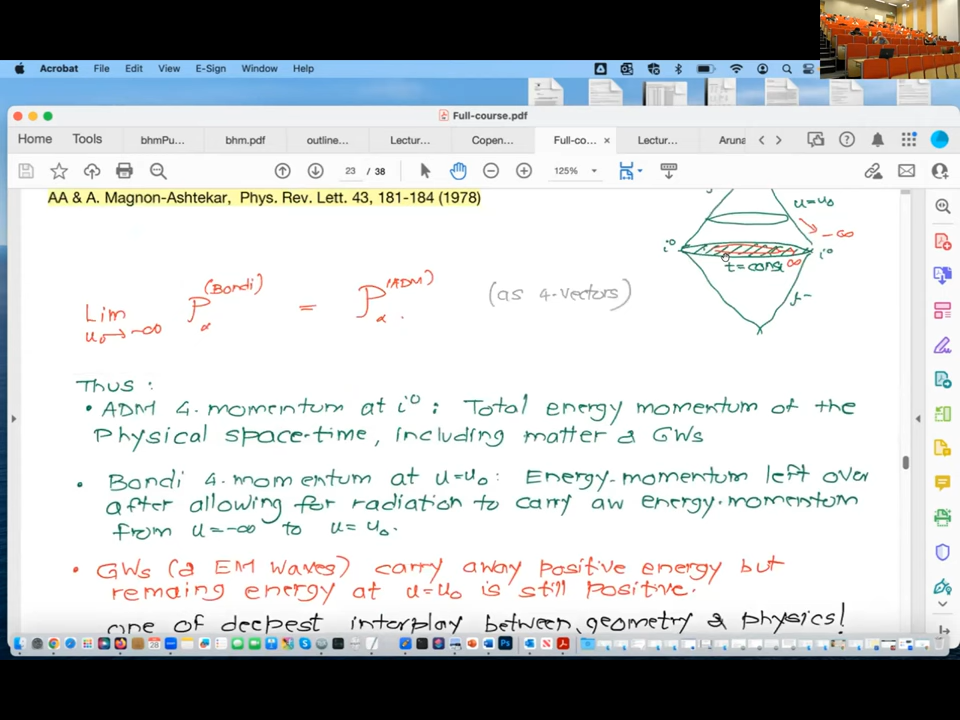 Acrobat File Edit View E-Sign Window Help
Full-course.pdf
Home Tools bhmPu... bhm.pdf outline... Lectur... Copen... Full-co... × Lectur... Aruna
23 / 38 125%
AA & A. Magnon-Ashtekar, Phys. Rev. Lett. 43, 181-184 (1978)
u=u₀
-∞
i⁰ i⁰
t=const ∞
Lim u₀→-∞ P_α^(Bondi) = P_α^(ADM) (as 4-vectors)
Thus :
• ADM 4-momentum at i⁰ : Total energy momentum of the
Physical space-time, including matter & GWs
• Bondi 4-momentum at u=u₀: Energy-momentum left over
after allowing for radiation to carry aw energy-momentum
from u=-∞ to u=u₀.
• GWs (& EM waves) carry away positive energy but
remaing energy at u=u₀ is still positive.
one of deepest interplay between geometry & physics!